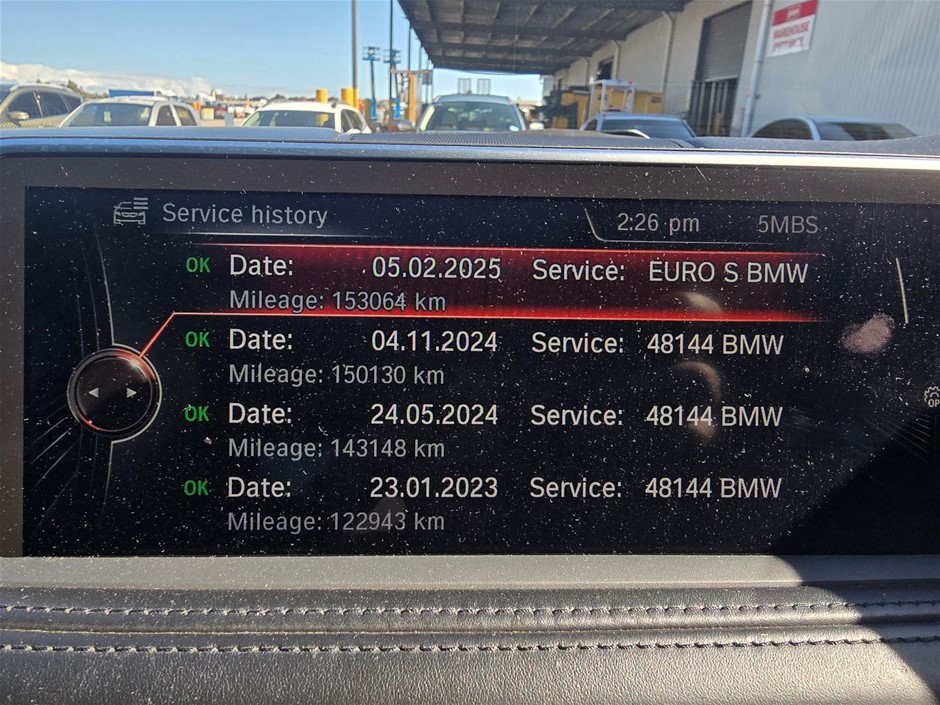 WAREHOUSE
Service history 2:26 pm 5MBS
OK Date: 05.02.2025 Service: EURO S BMW
Mileage: 153064 km
OK Date: 04.11.2024 Service: 48144 BMW
Mileage: 150130 km
OK Date: 24.05.2024 Service: 48144 BMW
Mileage: 143148 km
OK Date: 23.01.2023 Service: 48144 BMW
Mileage: 122943 km